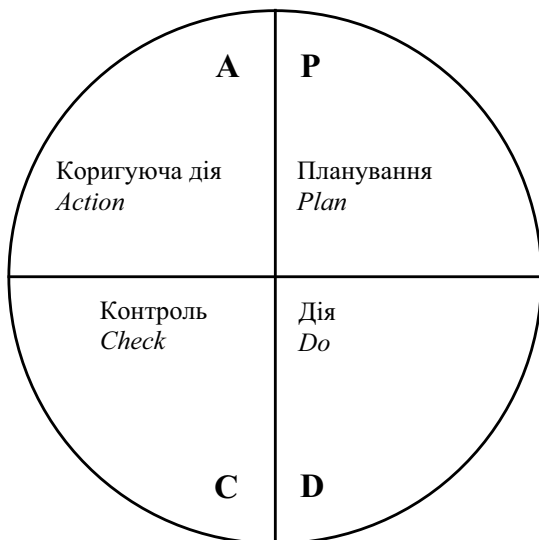 A P
Коригуюча дія
Action
Планування
Plan
Контроль
Check
Дія
Do
C D